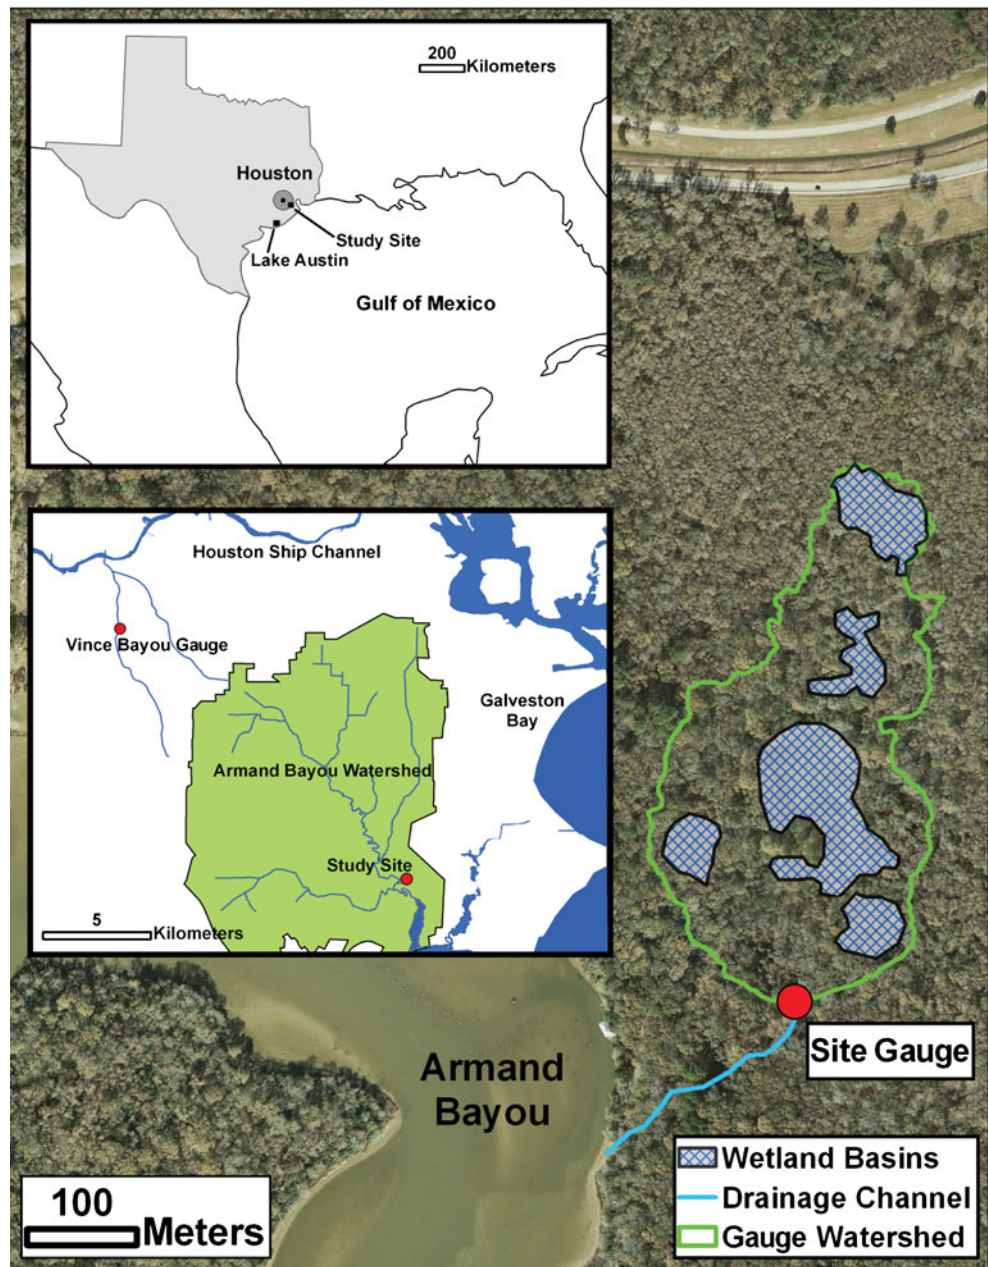 200
Kilometers
Houston
Study Site
Lake Austin
Gulf of Mexico
Houston Ship Channel
Vince Bayou Gauge
Galveston
Bay
Armand Bayou Watershed
Study Site
5
Kilometers
Armand
Bayou
Site Gauge
100
Meters
Wetland Basins
Drainage Channel
Gauge Watershed